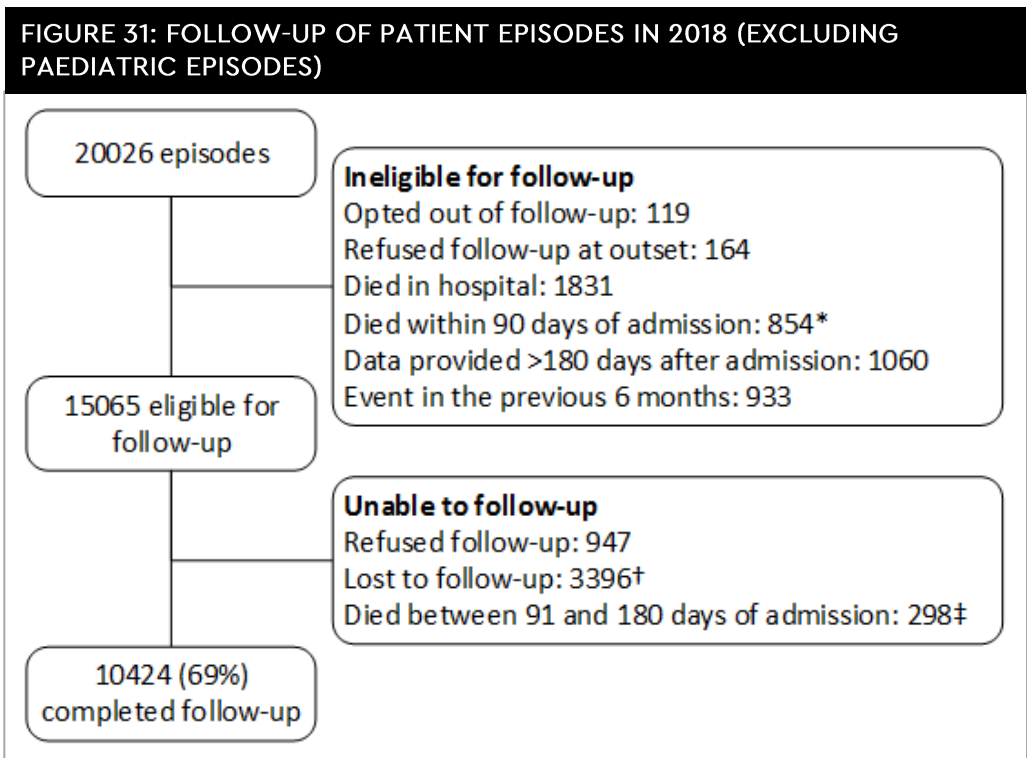 FIGURE 31: FOLLOW-UP OF PATIENT EPISODES IN 2018 (EXCLUDING
PAEDIATRIC EPISODES)
20026 episodes
Ineligible for follow-up
Opted out of follow-up: 119
Refused follow-up at outset: 164
Died in hospital: 1831
Died within 90 days of admission: 854*
Data provided >180 days after admission: 1060
Event in the previous 6 months: 933
15065 eligible for
follow-up
Unable to follow-up
Refused follow-up: 947
Lost to follow-up: 3396†
Died between 91 and 180 days of admission: 298‡
10424 (69%)
completed follow-up